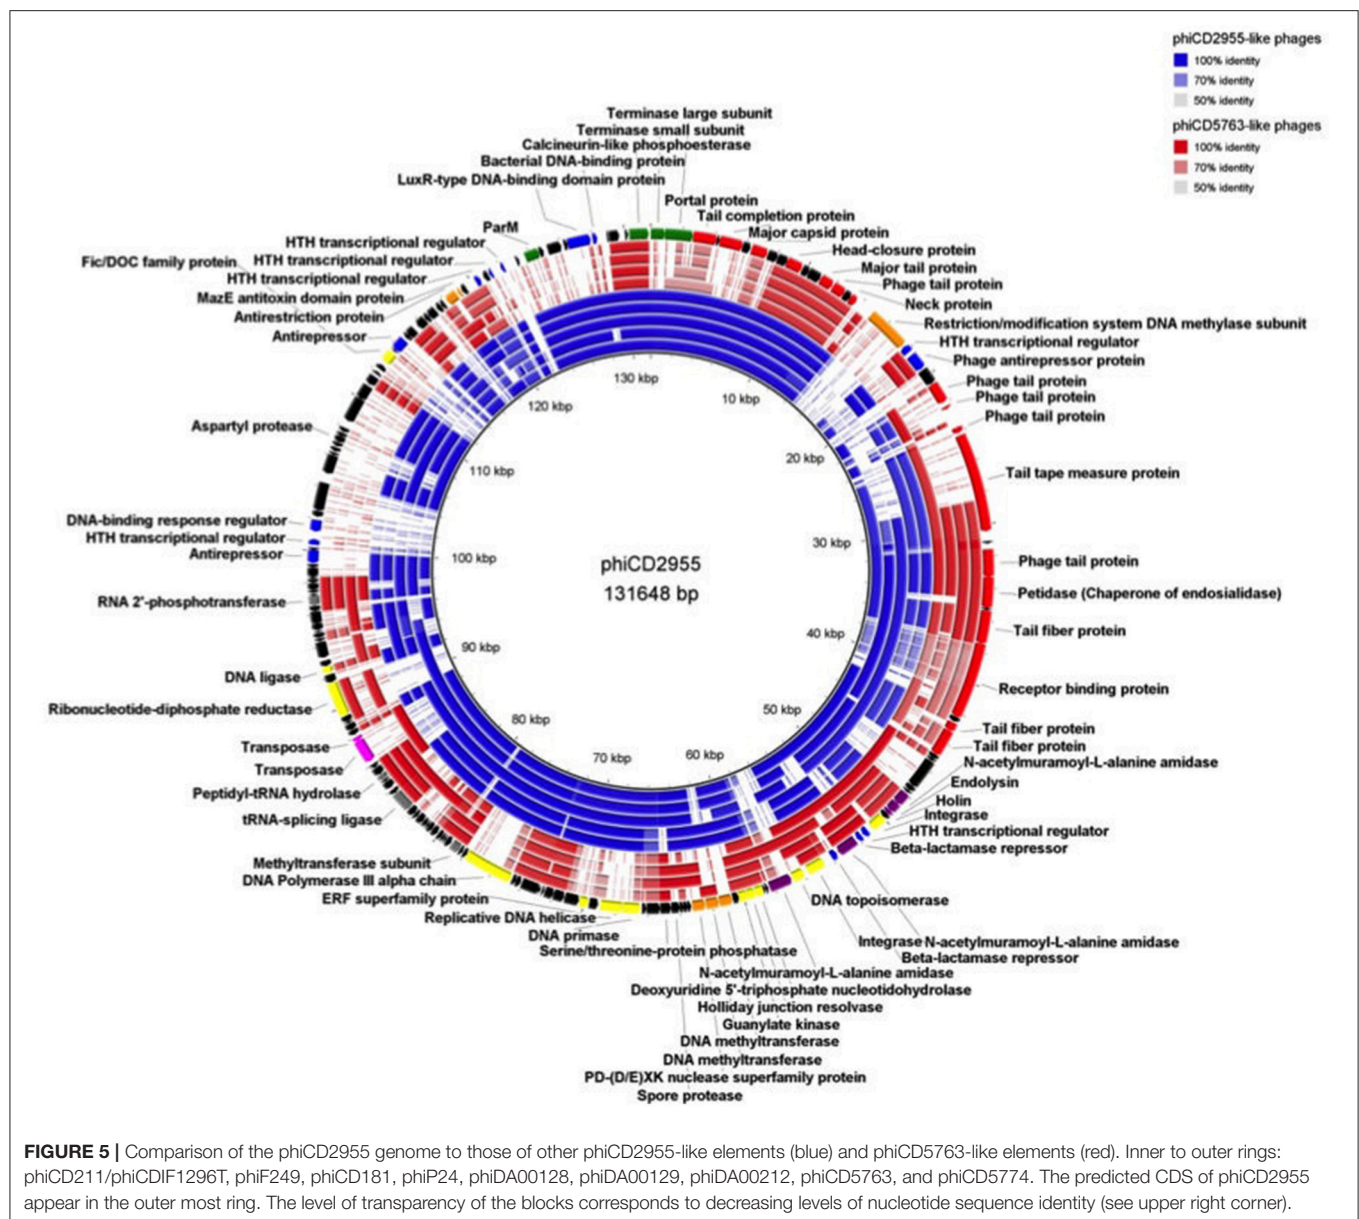 phiCD2955-like phages
100% identity
70% identity
50% identity
phiCD5763-like phages
100% identity
70% identity
50% identity
Terminase large subunit
Terminase small subunit
Calcineurin-like phosphoesterase
Bacterial DNA-binding protein
LuxR-type DNA-binding domain protein
Portal protein
Tail completion protein
Major capsid protein
Head-closure protein
Major tail protein
Phage tail protein
Neck protein
Restriction/modification system DNA methylase subunit
HTH transcriptional regulator
Phage antirepressor protein
Phage tail protein
Phage tail protein
Phage tail protein
Tail tape measure protein
Phage tail protein
Petidase (Chaperone of endosialidase)
Tail fiber protein
Receptor binding protein
Tail fiber protein
Tail fiber protein
N-acetylmuramoyl-L-alanine amidase
Endolysin
Holin
Integrase
HTH transcriptional regulator
Beta-lactamase repressor
DNA topoisomerase
Integrase N-acetylmuramoyl-L-alanine amidase
Beta-lactamase repressor
N-acetylmuramoyl-L-alanine amidase
Deoxyuridine 5'-triphosphate nucleotidohydrolase
Holliday junction resolvase
Guanylate kinase
DNA methyltransferase
DNA methyltransferase
PD-(D/E)XK nuclease superfamily protein
Spore protease
Serine/threonine-protein phosphatase
DNA primase
Replicative DNA helicase
ERF superfamily protein
DNA Polymerase III alpha chain
Methyltransferase subunit
tRNA-splicing ligase
Peptidyl-tRNA hydrolase
Transposase
Transposase
Ribonucleotide-diphosphate reductase
DNA ligase
RNA 2'-phosphotransferase
Antirepressor
HTH transcriptional regulator
DNA-binding response regulator
Aspartyl protease
Antirepressor
Antirestriction protein
MazE antitoxin domain protein
HTH transcriptional regulator
Fic/DOC family protein
HTH transcriptional regulator
HTH transcriptional regulator
ParM
130 kbp
10 kbp
20 kbp
30 kbp
40 kbp
50 kbp
60 kbp
70 kbp
80 kbp
90 kbp
100 kbp
110 kbp
120 kbp
phiCD2955
131648 bp
FIGURE 5 | Comparison of the phiCD2955 genome to those of other phiCD2955-like elements (blue) and phiCD5763-like elements (red). Inner to outer rings:
phiCD211/phiCDIF1296T, phiF249, phiCD181, phiP24, phiDA00128, phiDA00129, phiDA00212, phiCD5763, and phiCD5774. The predicted CDS of phiCD2955
appear in the outer most ring. The level of transparency of the blocks corresponds to decreasing levels of nucleotide sequence identity (see upper right corner).